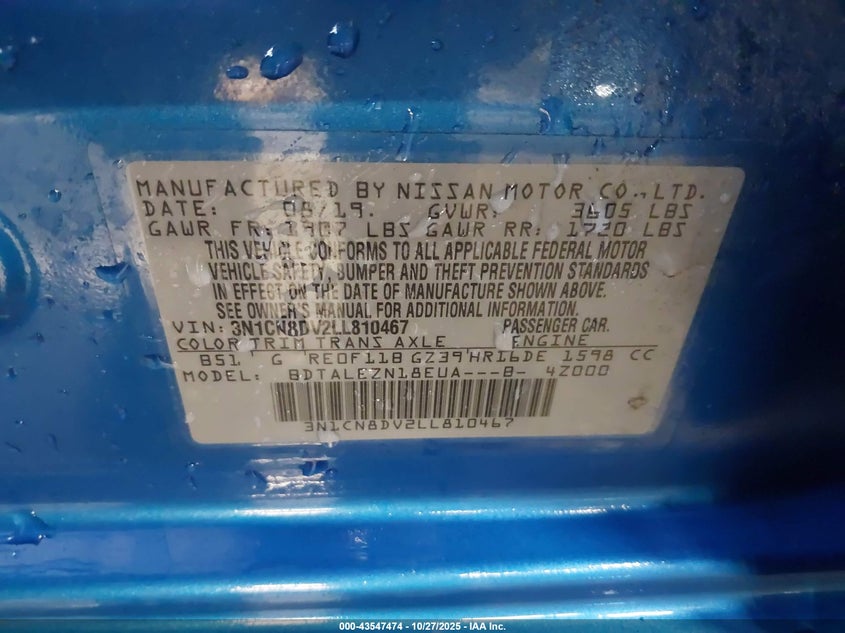 MANUFACTURED BY NISSAN MOTOR CO., LTD.
DATE: 08/19. GVWR: 3605 LBS
GAWR FR: 1907 LBS GAWR RR: 1720 LBS
THIS VEHICLE CONFORMS TO ALL APPLICABLE FEDERAL MOTOR
VEHICLE SAFETY, BUMPER AND THEFT PREVENTION STANDARDS
IN EFFECT ON THE DATE OF MANUFACTURE SHOWN ABOVE.
SEE OWNER'S MANUAL FOR ADDITIONAL INFORMATION.
VIN: 3N1CN8DV2LL810467 PASSENGER CAR.
COLOR TRIM TRANS AXLE ENGINE
B51 G RE0F11B GZ39 HR16DE 1598 CC
MODEL: BDTALEZN18EUA---B- 4Z000
3N1CN8DV2LL810467
000-43547474 - 10/27/2025 - IAA Inc.